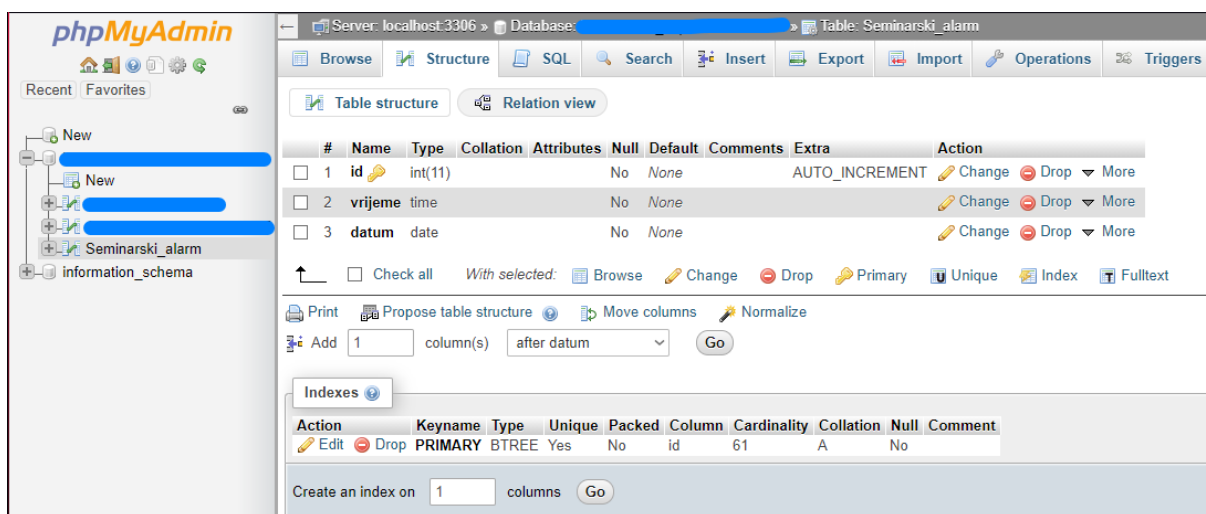 phpMyAdmin
Recent Favorites
New
New
Seminarski_alarm
information_schema
← Server: localhost:3306 » Database: » Table: Seminarski_alarm
Browse Structure SQL Search Insert Export Import Operations Triggers
Table structure Relation view
# Name Type Collation Attributes Null Default Comments Extra Action
1 id int(11) No None AUTO_INCREMENT Change Drop More
2 vrijeme time No None Change Drop More
3 datum date No None Change Drop More
Check all With selected: Browse Change Drop Primary Unique Index Fulltext
Print Propose table structure Move columns Normalize
Add 1 column(s) after datum Go
Indexes
Action Keyname Type Unique Packed Column Cardinality Collation Null Comment
Edit Drop PRIMARY BTREE Yes No id 61 A No
Create an index on 1 columns Go